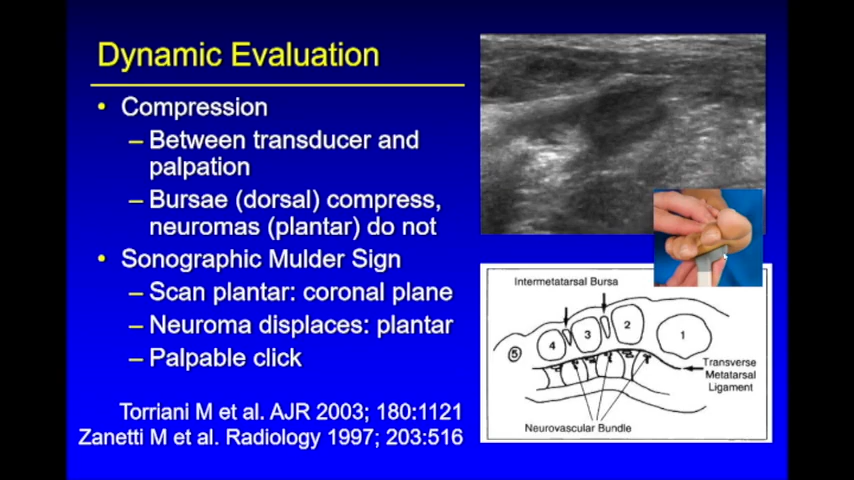 Dynamic Evaluation
• Compression
– Between transducer and
palpation
– Bursae (dorsal) compress,
neuromas (plantar) do not
• Sonographic Mulder Sign
– Scan plantar: coronal plane
– Neuroma displaces: plantar
– Palpable click
Torriani M et al. AJR 2003; 180:1121
Zanetti M et al. Radiology 1997; 203:516
Intermetatarsal Bursa
1
2
3
4
5
Transverse
Metatarsal
Ligament
Neurovascular Bundle